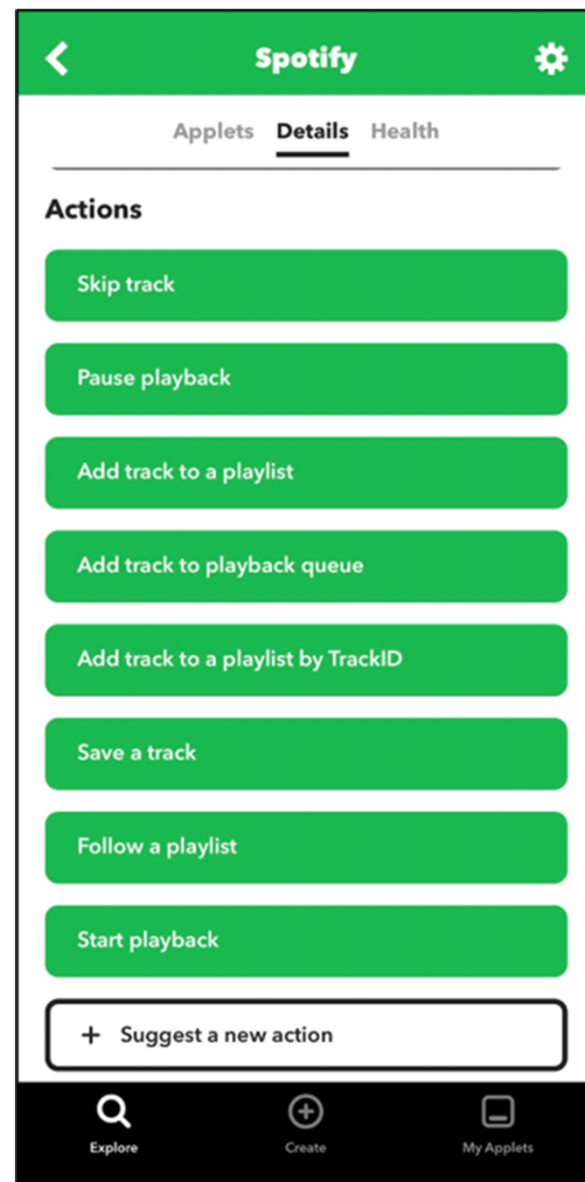 Spotify
Applets Details Health
Actions
Skip track
Pause playback
Add track to a playlist
Add track to playback queue
Add track to a playlist by TrackID
Save a track
Follow a playlist
Start playback
+ Suggest a new action
Explore Create My Applets